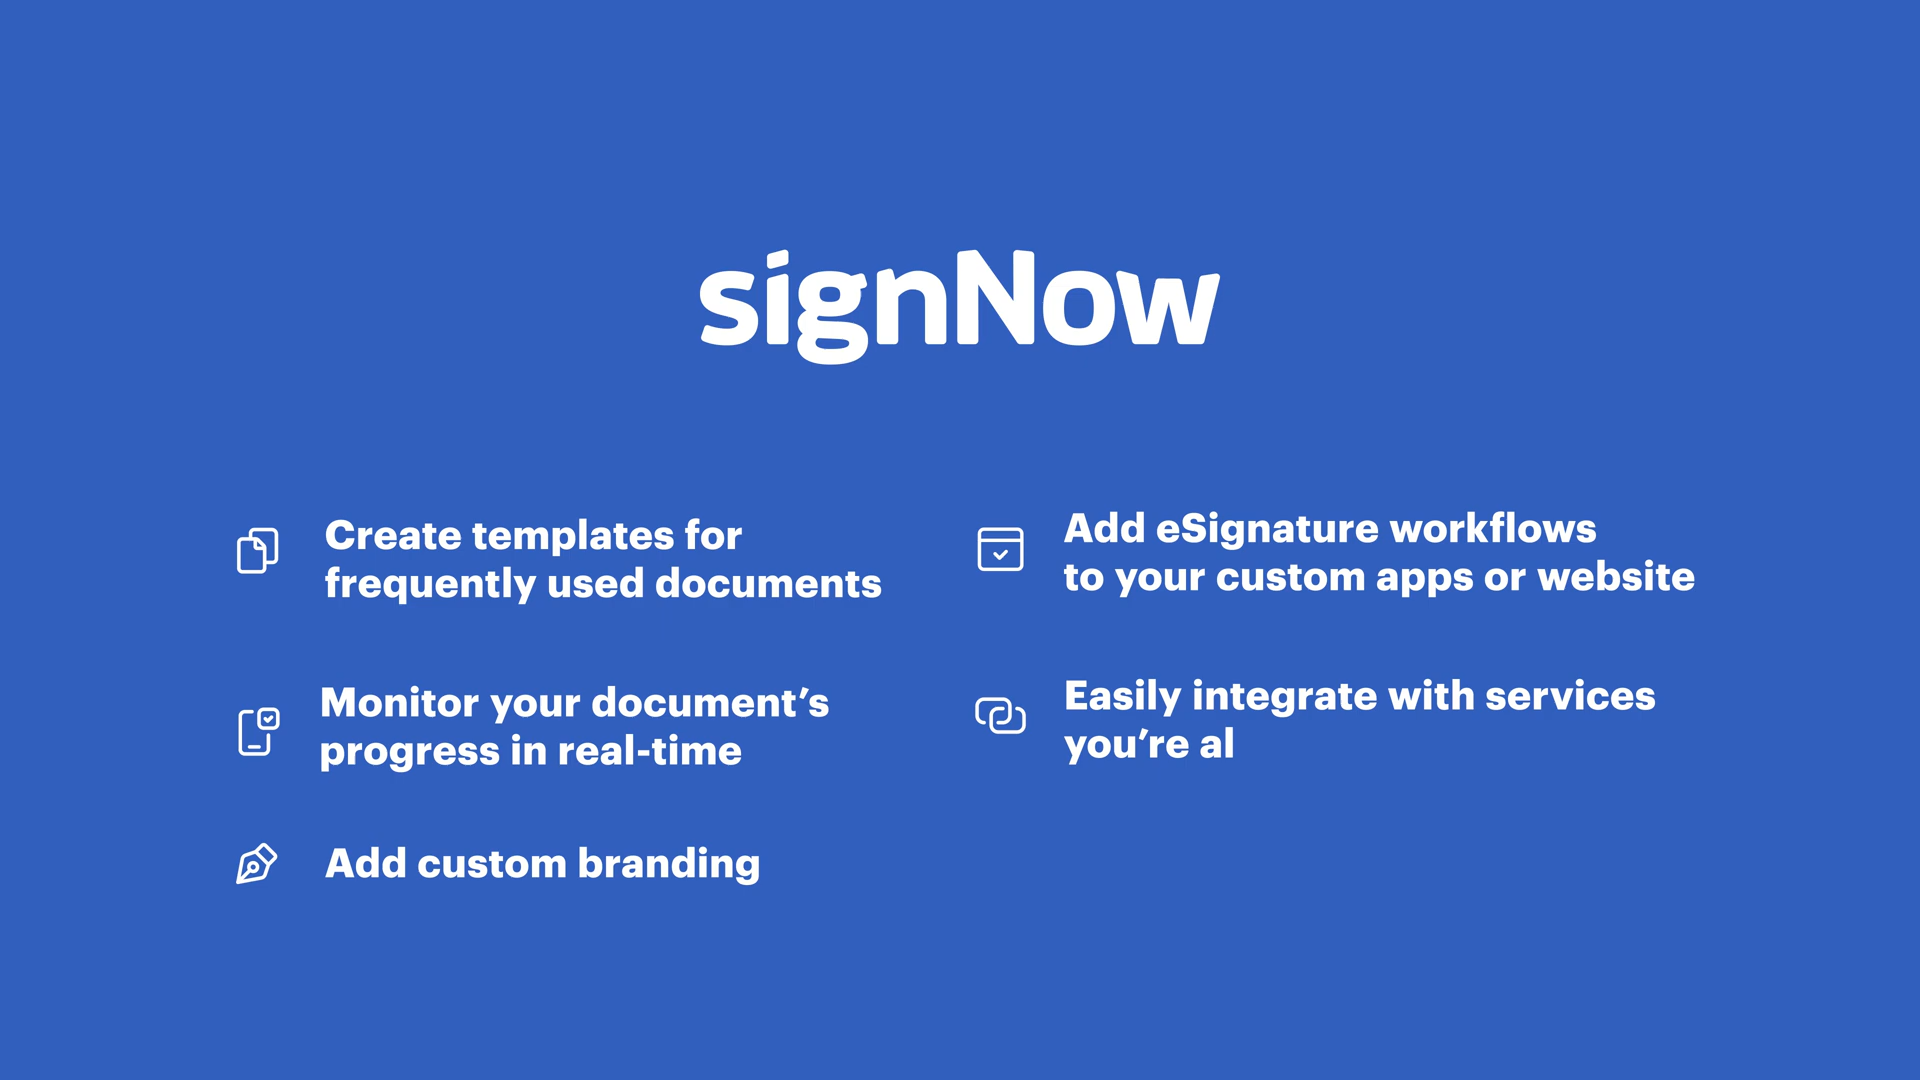 signNow
Create templates for
frequently used documents
Monitor your document’s
progress in real-time
Add custom branding
Add eSignature workflows
to your custom apps or website
Easily integrate with services
you’re al